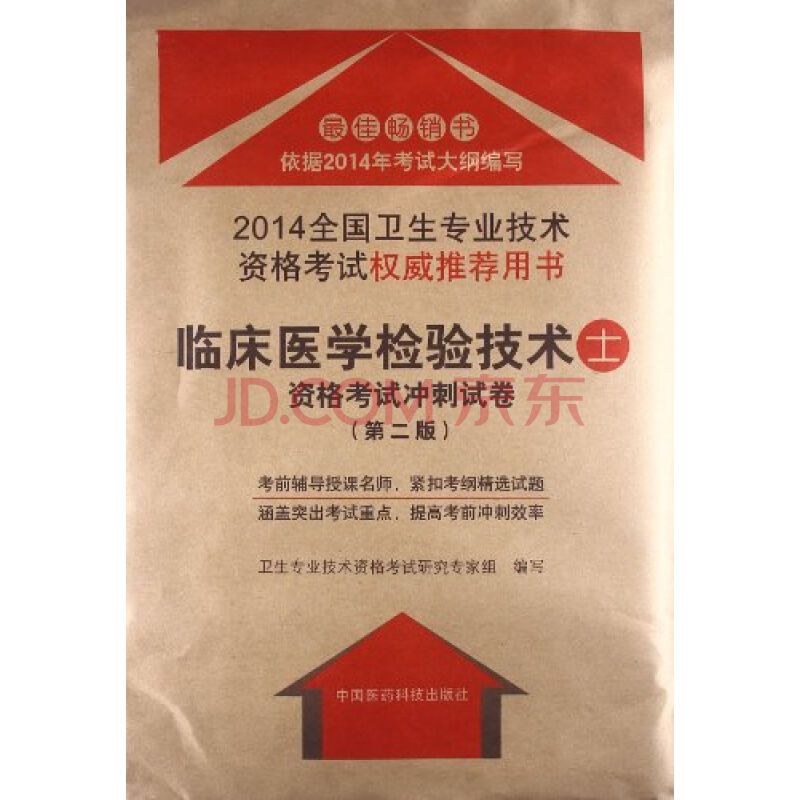 最佳畅销书
依据2014年考试大纲编写
2014全国卫生专业技术
资格考试权威推荐用书
临床医学检验技术士
资格考试冲刺试卷
JD.COM 京东
（第二版）
考前辅导授课名师，紧扣考纲精选试题
涵盖突出考试重点，提高考前冲刺效率
卫生专业技术资格考试研究专家组 编写
中国医药科技出版社